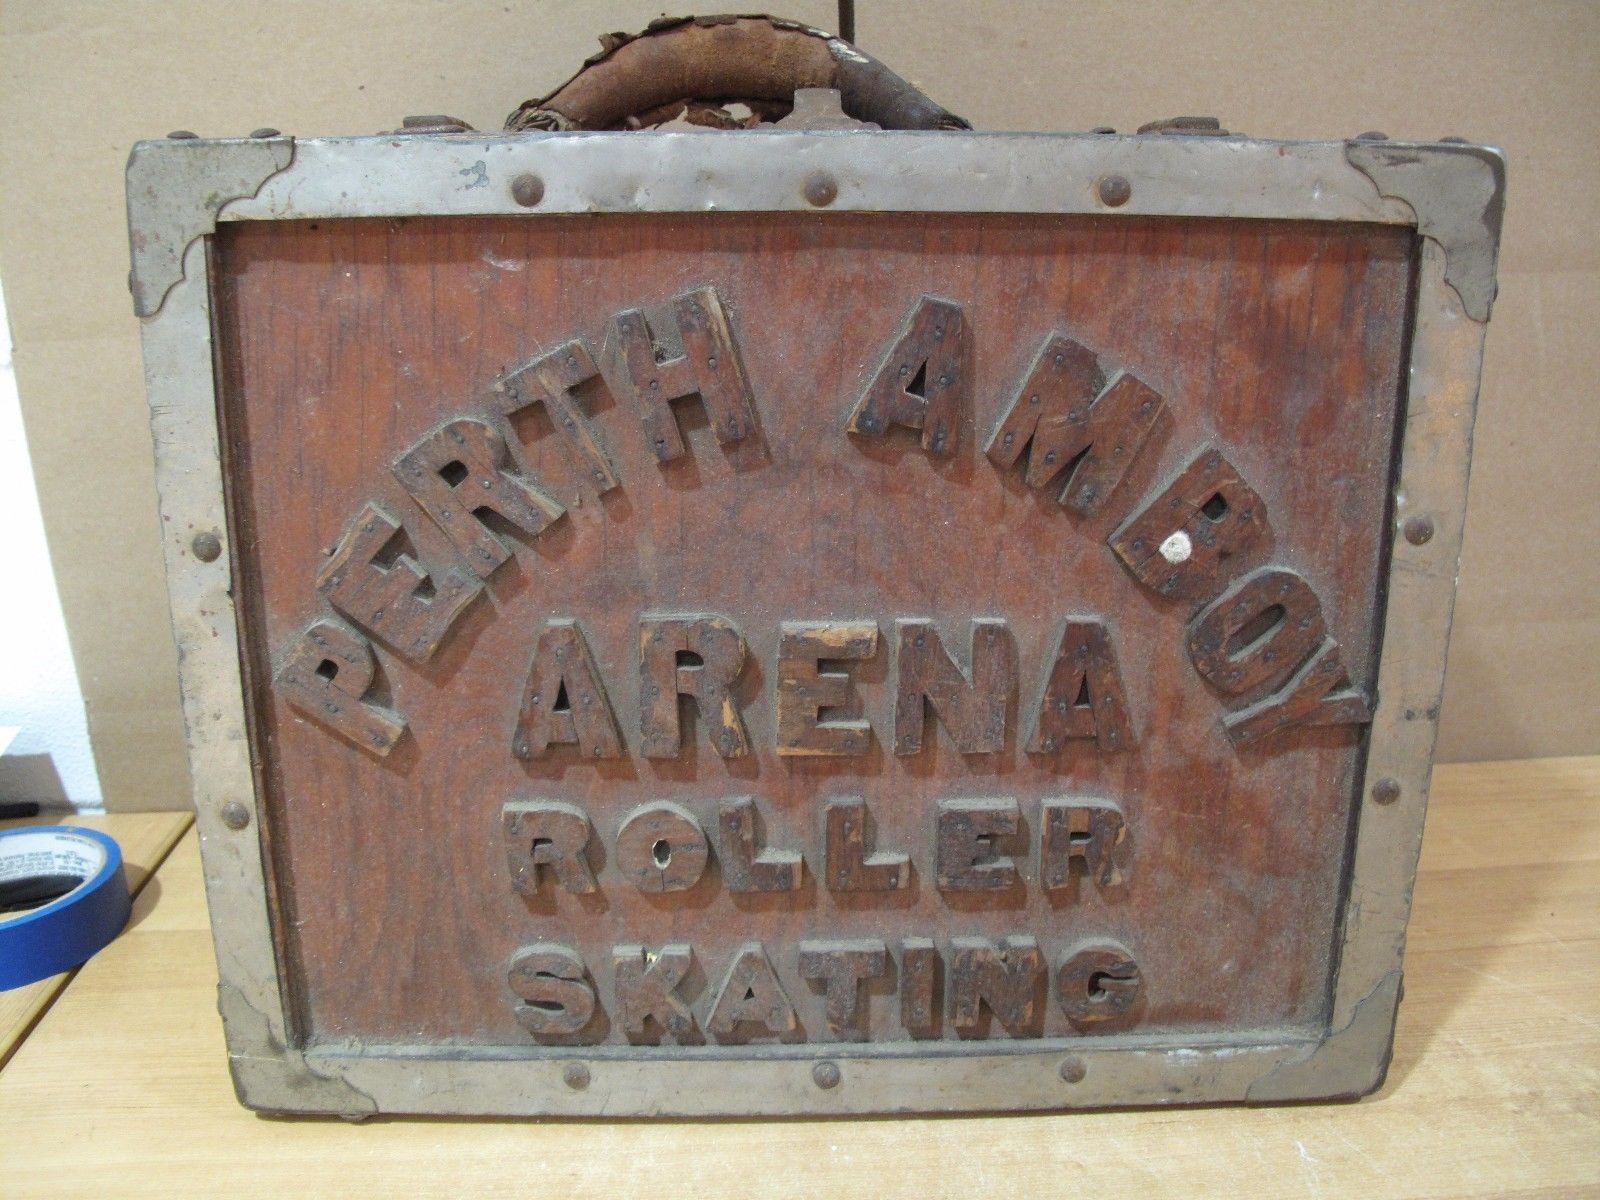 PERTH AMBOY
ARENA
ROLLER
SKATING